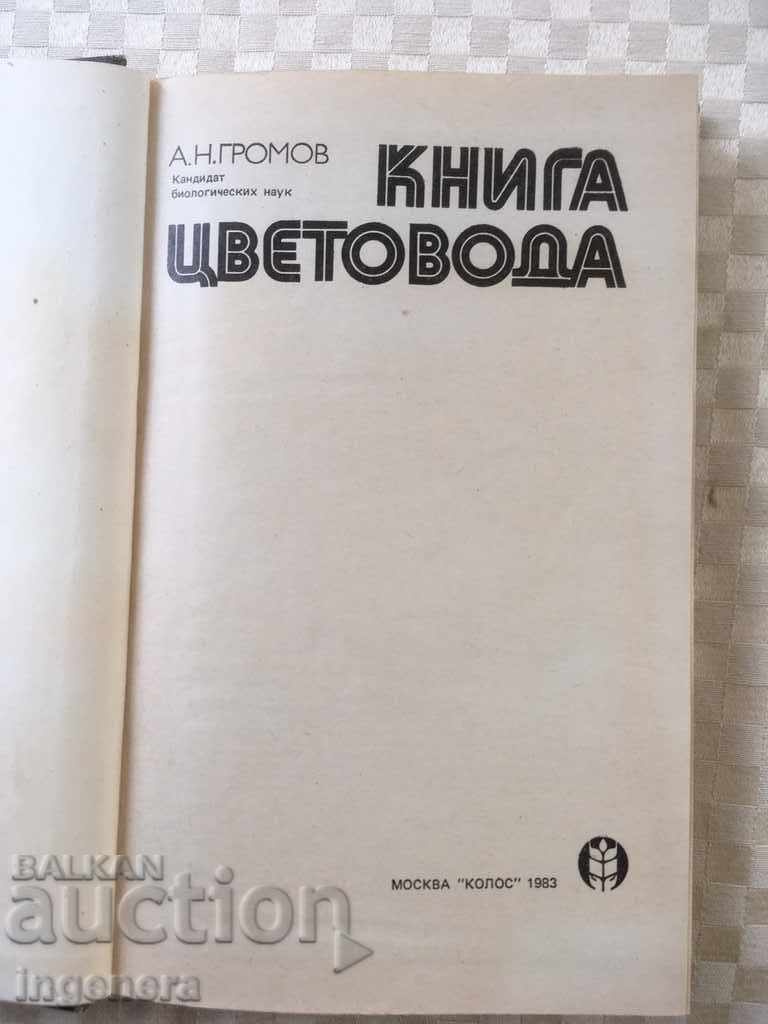 А.Н.ГРОМОВ
Кандидат
биологических наук
КНИГА
ЦВЕТОВОДА
МОСКВА "КОЛОС" 1983
BALKAN
auction
ingenera